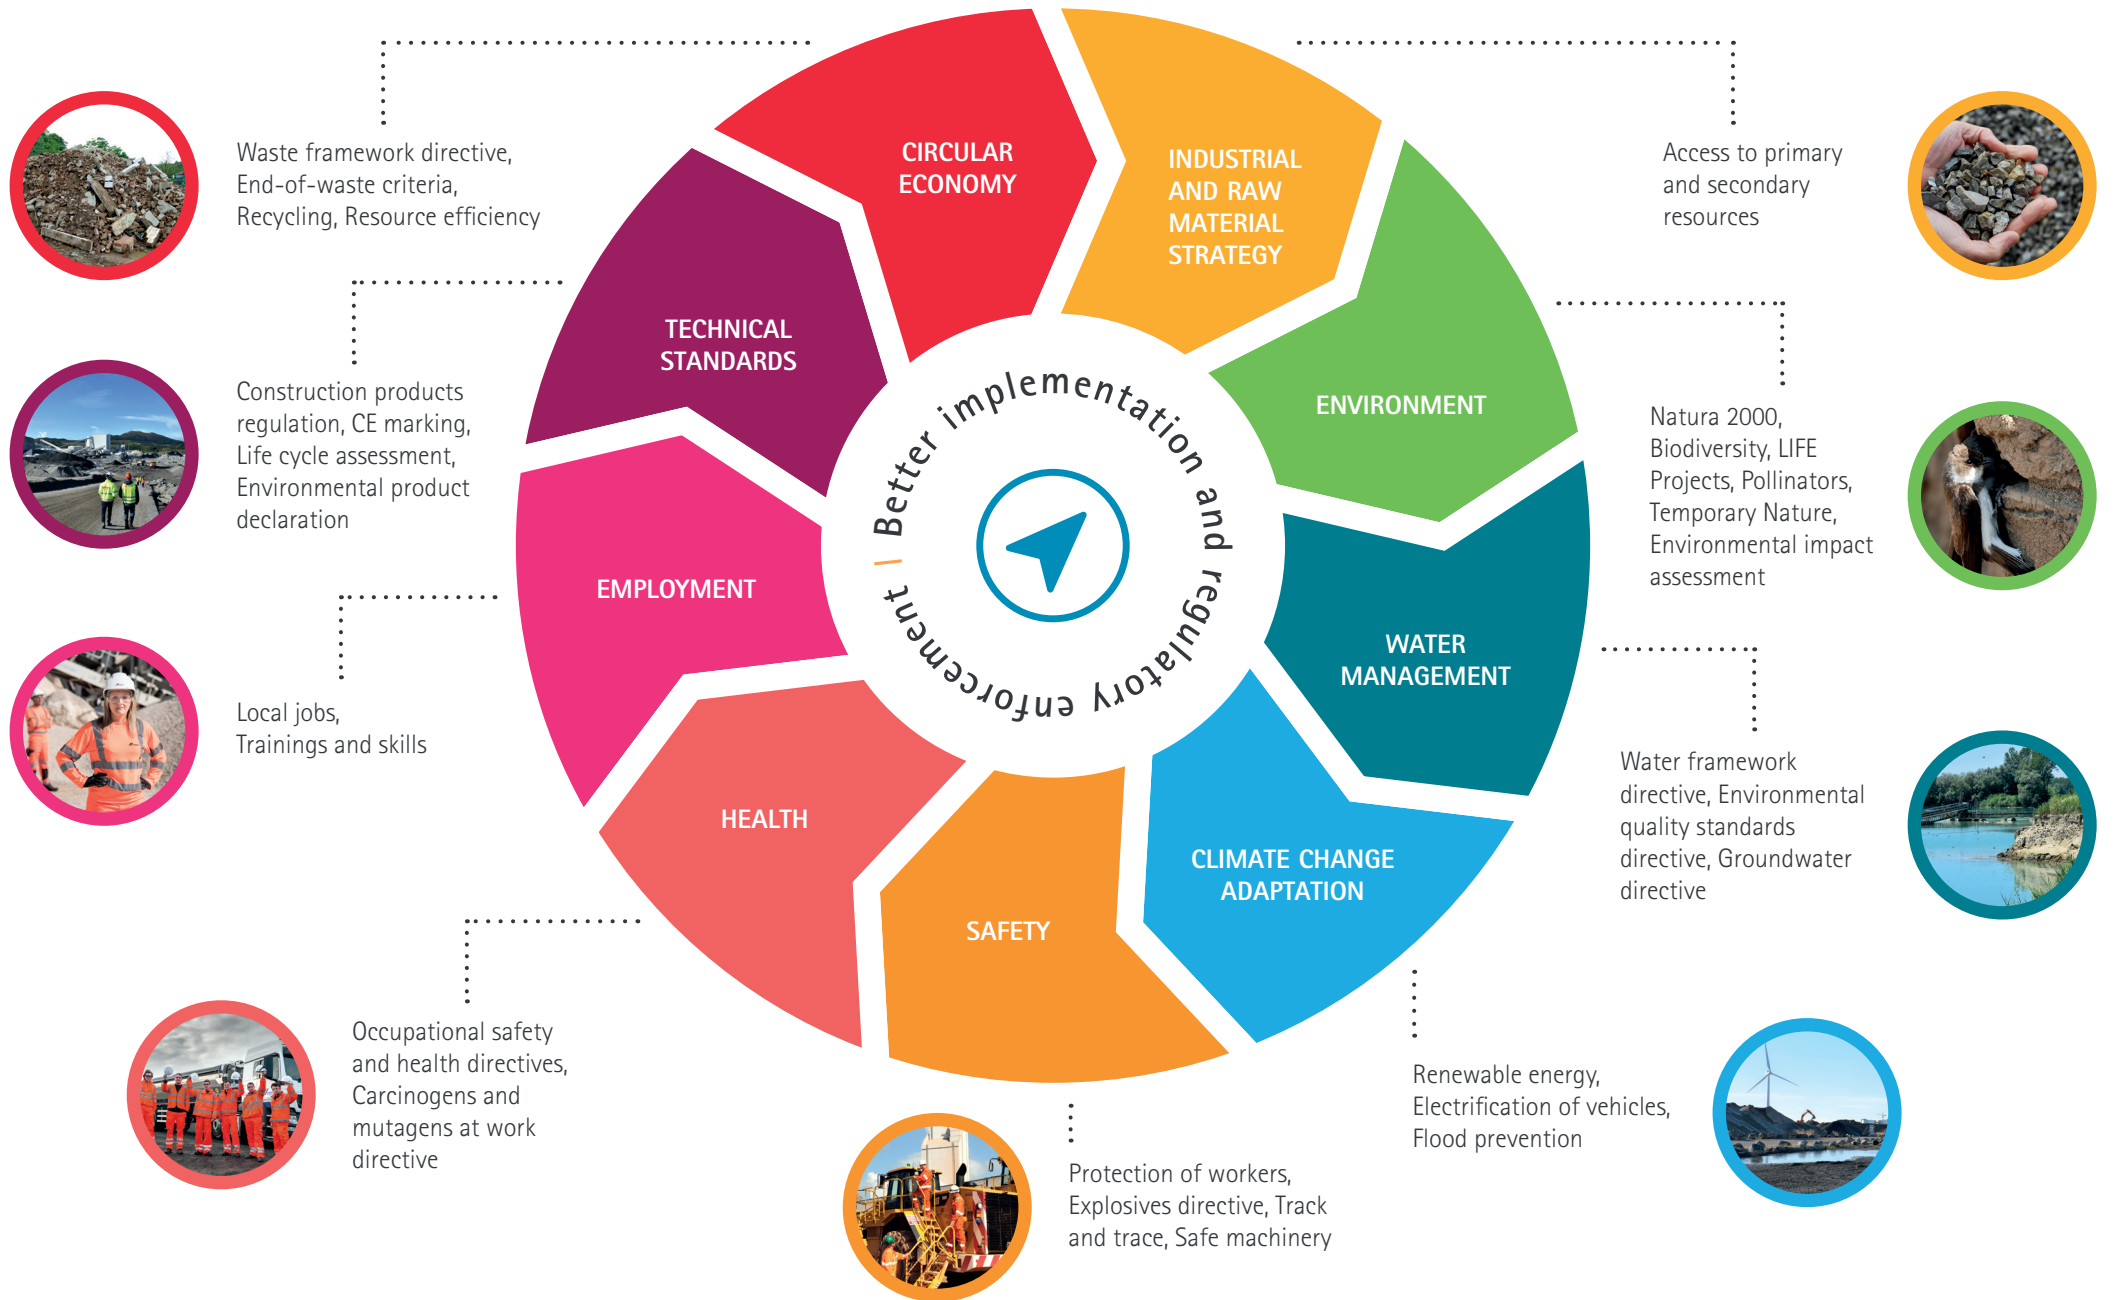 CIRCULAR
ECONOMY
INDUSTRIAL
AND RAW
MATERIAL
STRATEGY
ENVIRONMENT
WATER
MANAGEMENT
CLIMATE CHANGE
ADAPTATION
SAFETY
HEALTH
EMPLOYMENT
TECHNICAL
STANDARDS
Better implementation and regulatory enforcement |
Waste framework directive,
End-of-waste criteria,
Recycling, Resource efficiency
Access to primary
and secondary
resources
Natura 2000,
Biodiversity, LIFE
Projects, Pollinators,
Temporary Nature,
Environmental impact
assessment
Water framework
directive, Environmental
quality standards
directive, Groundwater
directive
Renewable energy,
Electrification of vehicles,
Flood prevention
Protection of workers,
Explosives directive, Track
and trace, Safe machinery
Occupational safety
and health directives,
Carcinogens and
mutagens at work
directive
Local jobs,
Trainings and skills
Construction products
regulation, CE marking,
Life cycle assessment,
Environmental product
declaration